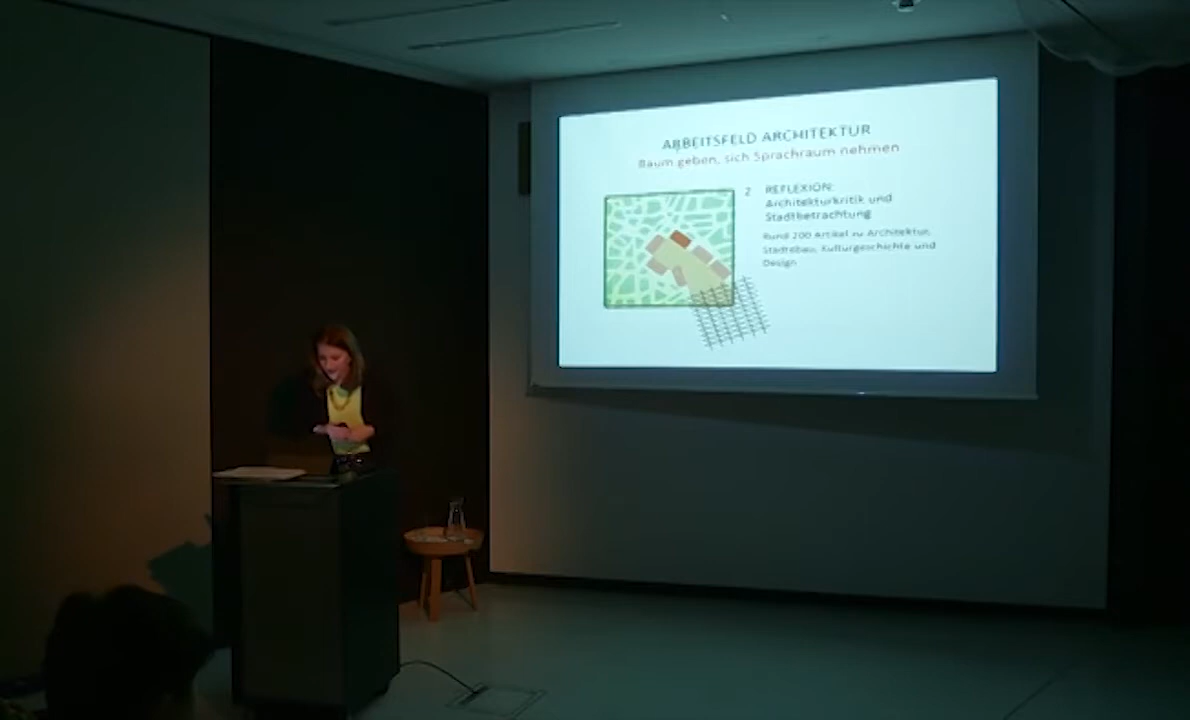 ARBEITSFELD ARCHITEKTUR
Raum geben, sich Sprachraum nehmen
2 REFLEXION:
Architekturkritik und
Stadtbetrachtung
Rund 200 Artikel zu Architektur,
Städtebau, Kulturgeschichte und
Design